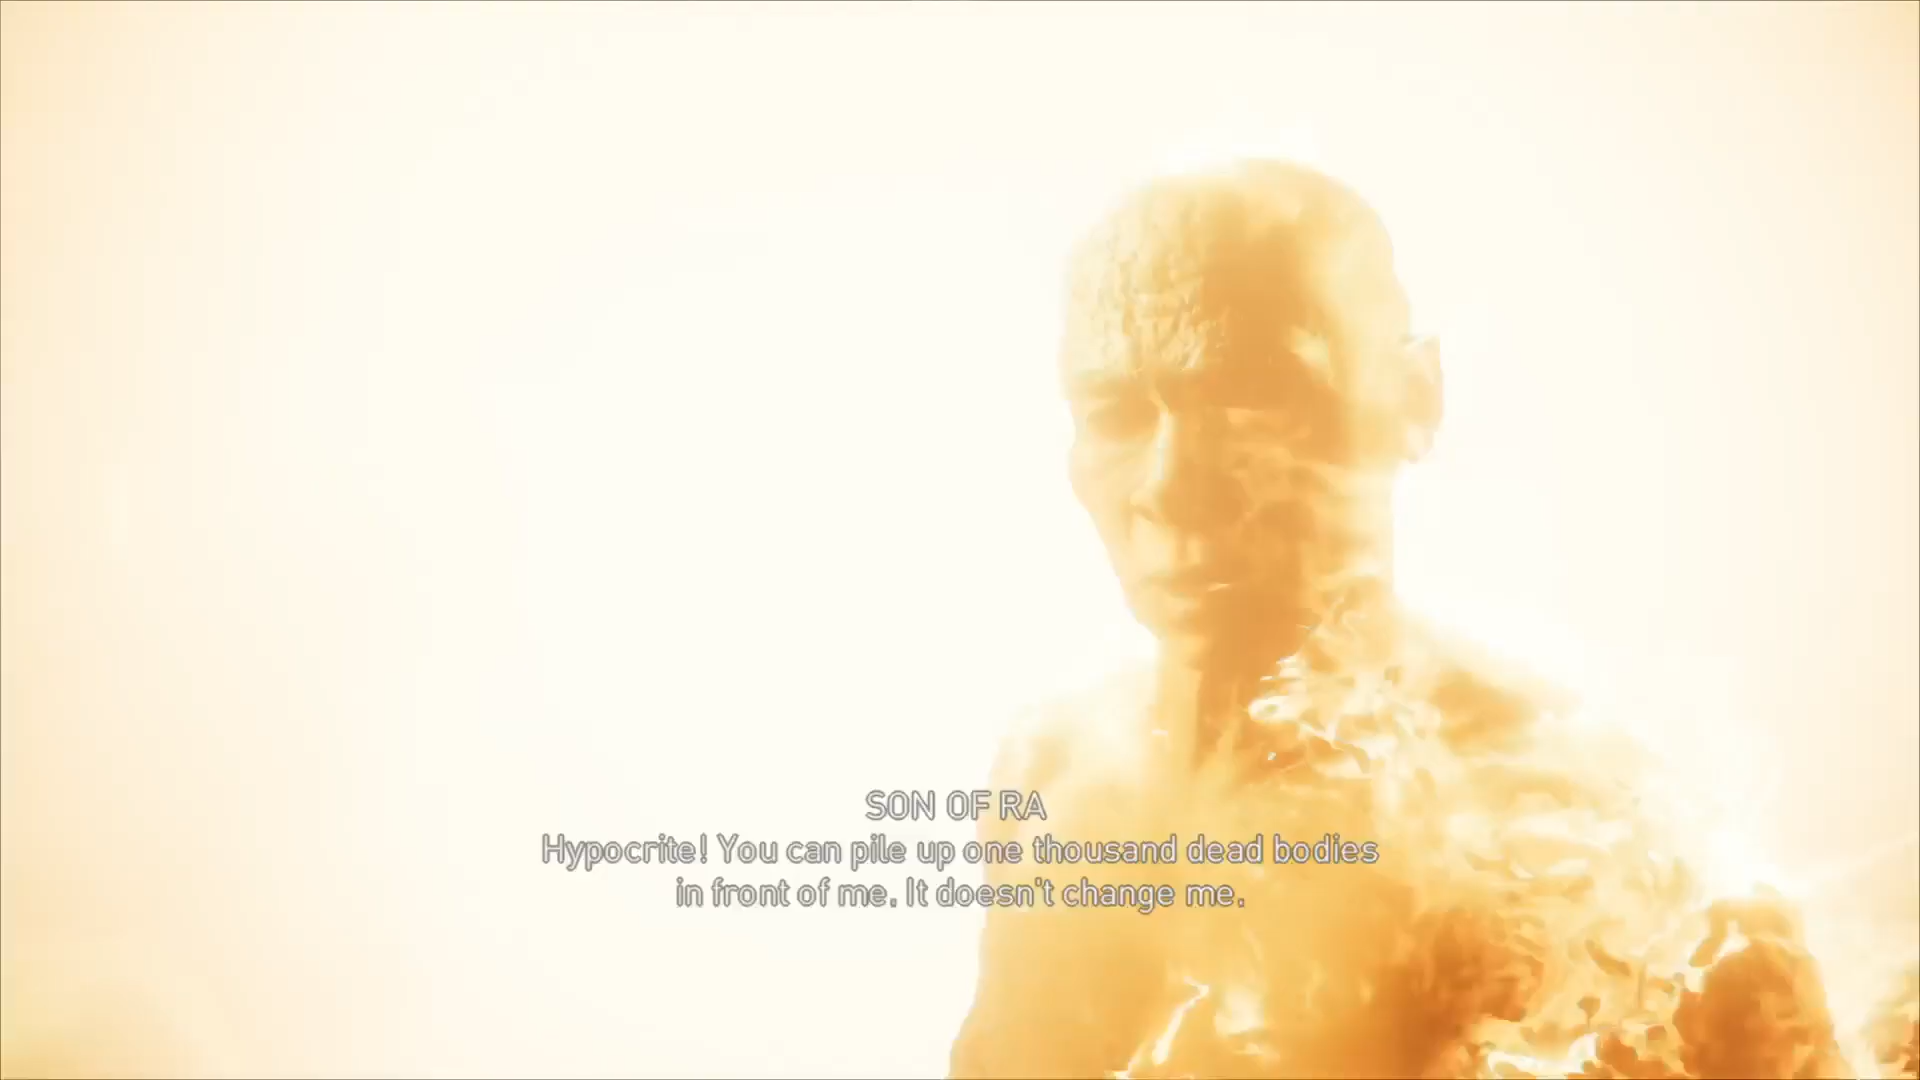 SON OF RA
Hypocrite! You can pile up one thousand dead bodies
in front of me. It doesn't change me.